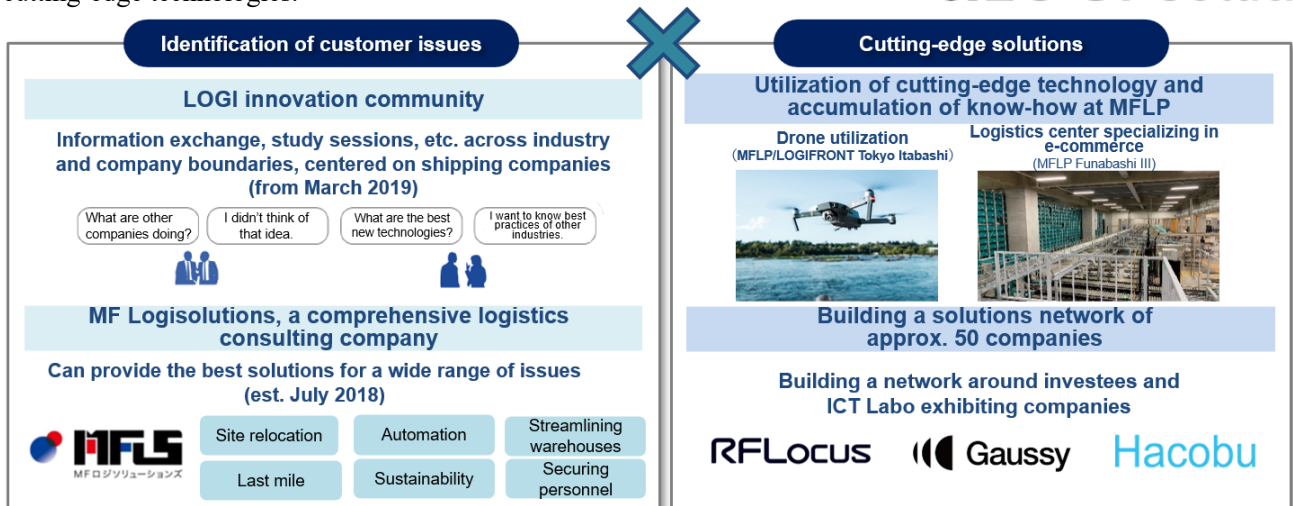 cutting-edge technologies.
Identification of customer issues
LOGI innovation community
Information exchange, study sessions, etc. across industry
and company boundaries, centered on shipping companies
(from March 2019)
What are other
companies doing?
I didn't think of
that idea.
What are the best
new technologies?
I want to know best
practices of other
industries.
MF Logisolutions, a comprehensive logistics
consulting company
Can provide the best solutions for a wide range of issues
(est. July 2018)
MFLS
MFロジソリューションズ
Site relocation
Automation
Streamlining
warehouses
Last mile
Sustainability
Securing
personnel
Cutting-edge solutions
Utilization of cutting-edge technology and
accumulation of know-how at MFLP
Drone utilization
(MFLP/LOGIFRONT Tokyo Itabashi)
Logistics center specializing in
e-commerce
(MFLP Funabashi III)
Building a solutions network of
approx. 50 companies
Building a network around investees and
ICT Labo exhibiting companies
RFLocus
Gaussy
Hacobu